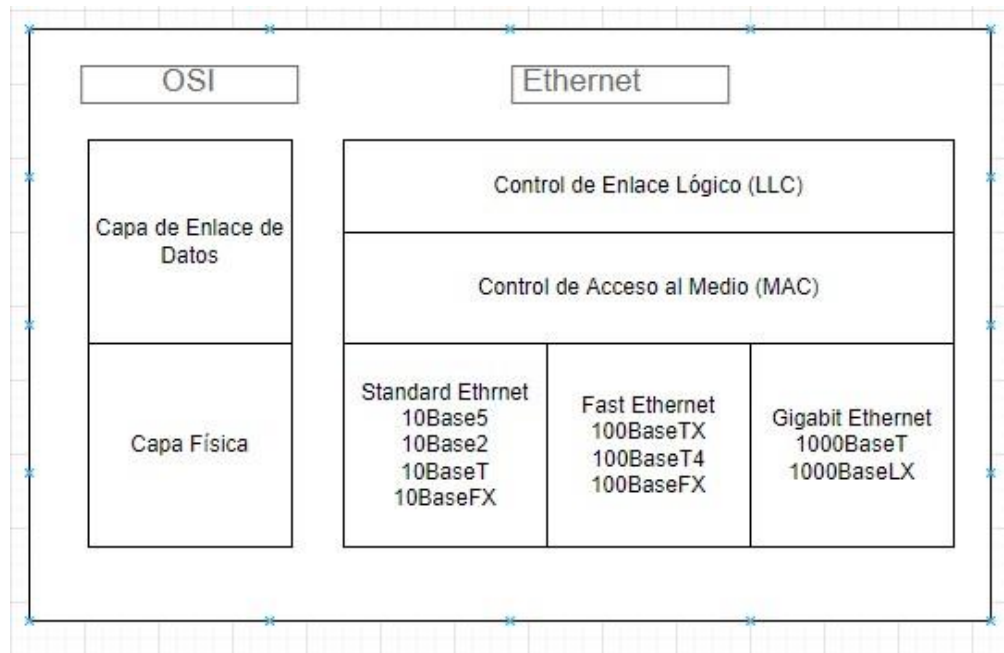 OSI
Ethernet
Capa de Enlace de
Datos
Control de Enlace Lógico (LLC)
Control de Acceso al Medio (MAC)
Capa Física
Standard Ethrnet
10Base5
10Base2
10BaseT
10BaseFX
Fast Ethernet
100BaseTX
100BaseT4
100BaseFX
Gigabit Ethernet
1000BaseT
1000BaseLX